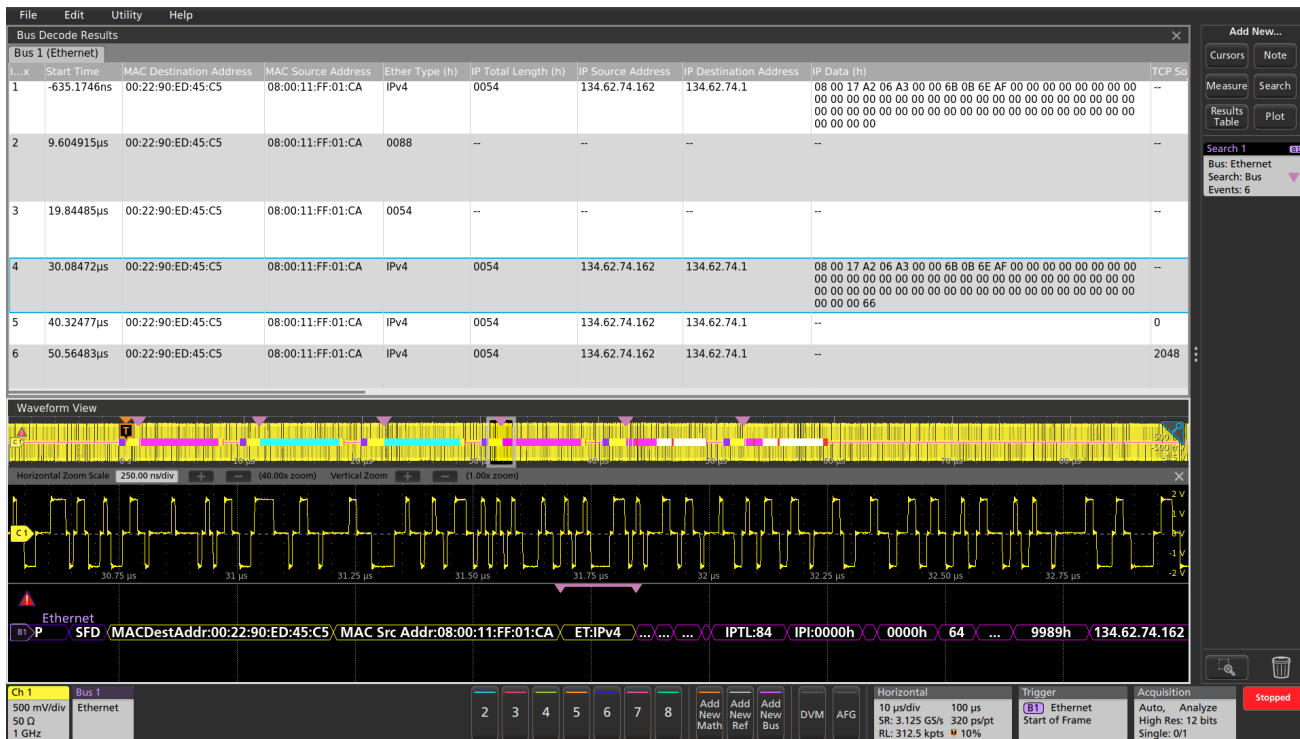 File Edit Utility Help
Bus Decode Results
Bus 1 (Ethernet)
I...x Start Time MAC Destination Address MAC Source Address Ether Type (h) IP Total Length (h) IP Source Address IP Destination Address IP Data (h) TCP So
1 -635.1746ns 00:22:90:ED:45:C5 08:00:11:FF:01:CA IPv4 0054 134.62.74.162 134.62.74.1 08 00 17 A2 06 A3 00 00 6B 0B 6E AF 00 00 00 00 00 00 00 00 --
00 00 00 00 00 00 00 00 00 00 00 00 00 00 00 00 00 00 00 00
00 00 00 00 00 00 00 00 00 00 00 00 00 00 00 00 00 00 00 00
00 00 00 00
2 9.604915µs 00:22:90:ED:45:C5 08:00:11:FF:01:CA 0088 -- -- -- -- --
3 19.84485µs 00:22:90:ED:45:C5 08:00:11:FF:01:CA 0054 -- -- -- -- --
4 30.08472µs 00:22:90:ED:45:C5 08:00:11:FF:01:CA IPv4 0054 134.62.74.162 134.62.74.1 08 00 17 A2 06 A3 00 00 6B 0B 6E AF 00 00 00 00 00 00 00 00 --
00 00 00 00 00 00 00 00 00 00 00 00 00 00 00 00 00 00 00 00
00 00 00 00 00 00 00 00 00 00 00 00 00 00 00 00 00 00 00 00
00 00 00 66
5 40.32477µs 00:22:90:ED:45:C5 08:00:11:FF:01:CA IPv4 0054 134.62.74.162 134.62.74.1 -- 0
6 50.56483µs 00:22:90:ED:45:C5 08:00:11:FF:01:CA IPv4 0054 134.62.74.162 134.62.74.1 -- 2048
Waveform View
T
Horizontal Zoom Scale 250.00 ns/div + - (40.00x zoom) Vertical Zoom + - (1.00x zoom)
2 V
1 V
C 1 0 V
-1 V
-2 V
30.75 µs 31 µs 31.25 µs 31.50 µs 31.75 µs 32 µs 32.25 µs 32.50 µs 32.75 µs
Ethernet
B1 P SFD MACDestAddr:00:22:90:ED:45:C5 MAC Src Addr:08:00:11:FF:01:CA ET:IPv4 ... ... ... IPTL:84 IPI:0000h 0000h 64 ... 9989h 134.62.74.162
Add New...
Cursors Note
Measure Search
Results Table Plot
Search 1 B1
Bus: Ethernet
Search: Bus
Events: 6
Ch 1
500 mV/div
50 Ω
1 GHz
Bus 1
Ethernet
2 3 4 5 6 7 8
Add New Math
Add New Ref
Add New Bus
DVM AFG
Horizontal
10 µs/div 100 µs
SR: 3.125 GS/s 320 ps/pt
RL: 312.5 kpts 10%
Trigger
B1 Ethernet
Start of Frame
Acquisition
Auto, Analyze
High Res: 12 bits
Single: 0/1
Stopped